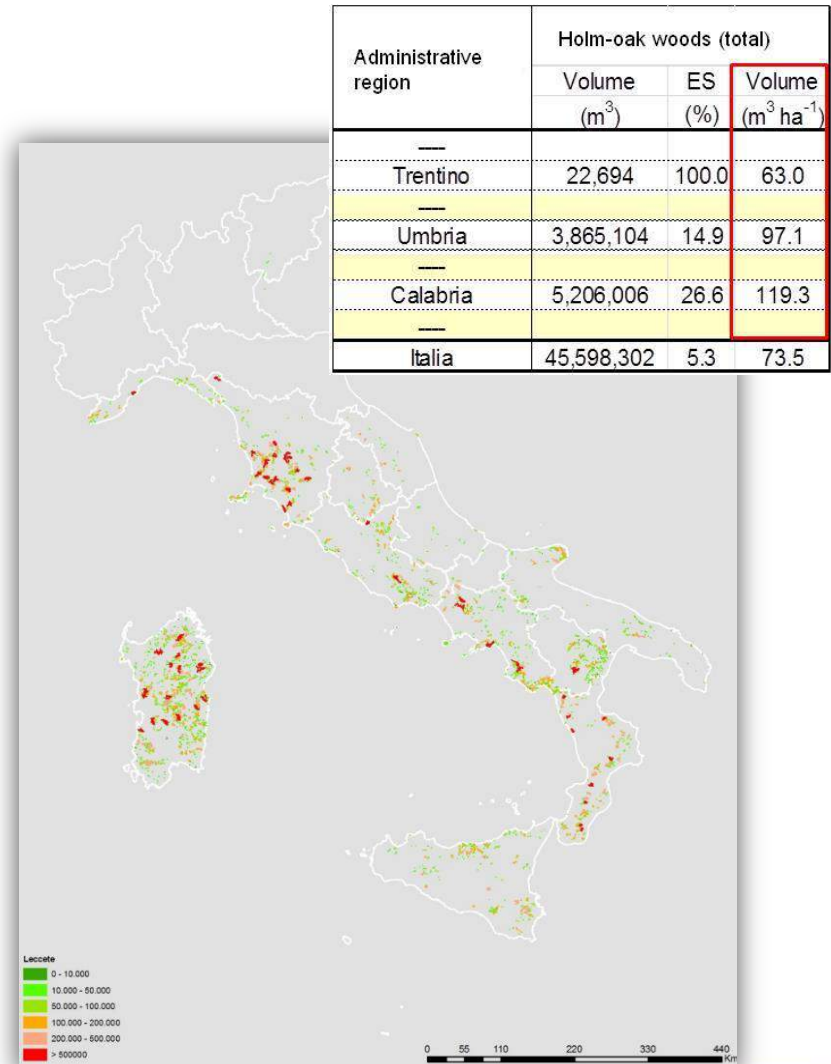 Administrative region Holm-oak woods (total)
Volume (m³) ES (%) Volume (m³ ha⁻¹)
----
Trentino 22,694 100.0 63.0
----
Umbria 3,865,104 14.9 97.1
----
Calabria 5,206,006 26.6 119.3
----
Italia 45,598,302 5.3 73.5
Leccete
0 - 10.000
10.000 - 50.000
50.000 - 100.000
100.000 - 200.000
200.000 - 500.000
> 500000
0 55 110 220 330 440
Km